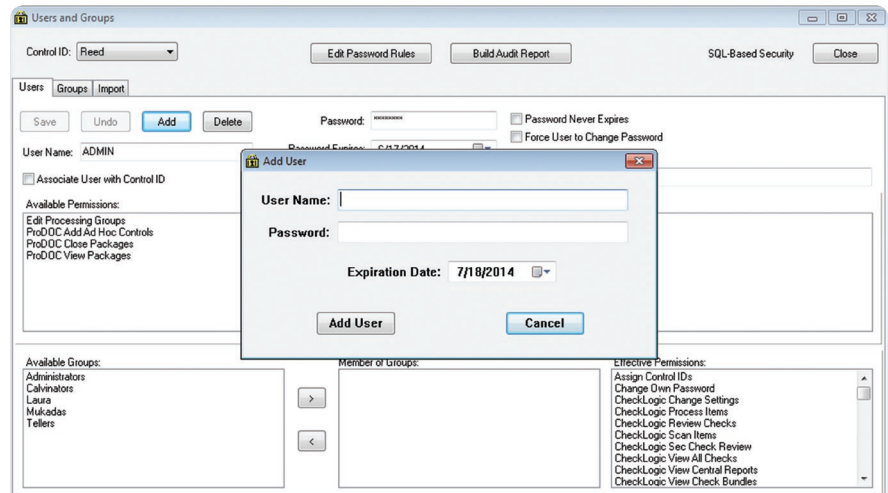 Users and Groups
Control ID: Reed
Edit Password Rules
Build Audit Report
SQL-Based Security
Close
Users
Groups
Import
Save
Undo
Add
Delete
Password: ********
Password Never Expires
Force User to Change Password
User Name: ADMIN
Password Expires: 6/17/2014
Associate User with Control ID
Add User
User Name:
Password:
Expiration Date: 7/18/2014
Add User
Cancel
Available Permissions:
Edit Processing Groups
ProDOC Add Ad Hoc Controls
ProDOC Close Packages
ProDOC View Packages
Available Groups:
Administrators
Calvinators
Laura
Mukadas
Tellers
>
<
Member of Groups:
Effective Permissions:
Assign Control IDs
Change Own Password
CheckLogic Change Settings
CheckLogic Process Items
CheckLogic Review Checks
CheckLogic Scan Items
CheckLogic Sec Check Review
CheckLogic View All Checks
CheckLogic View Central Reports
CheckLogic View Check Bundles